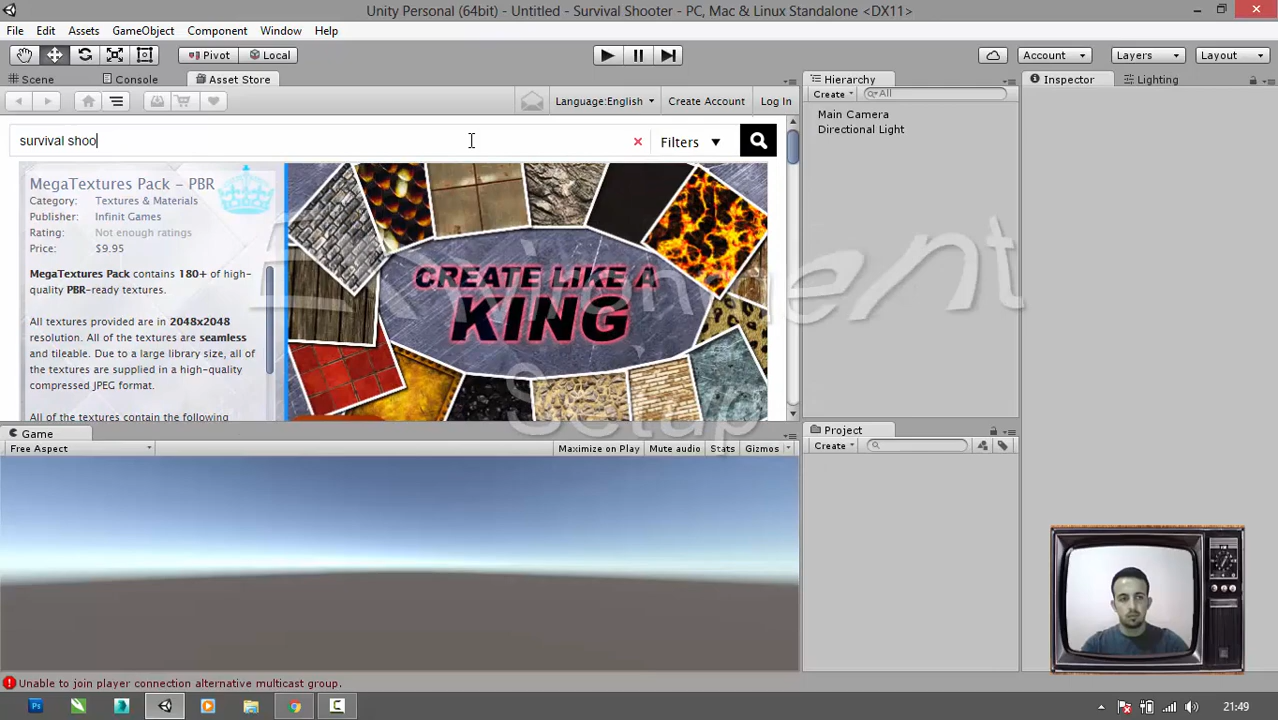 Unity Personal (64bit) - Untitled - Survival Shooter - PC, Mac & Linux Standalone <DX11>
File Edit Assets GameObject Component Window Help
Pivot Local Account Layers Layout
Scene Console Asset Store Hierarchy Inspector Lighting
Language:English Create Account Log In Create All
survival shoo Filters
Main Camera
Directional Light
MegaTextures Pack - PBR
Category: Textures & Materials
Publisher: Infinit Games
Rating: Not enough ratings
Price: $9.95
MegaTextures Pack contains 180+ of high-
quality PBR-ready textures.
All textures provided are in 2048x2048
resolution. All of the textures are seamless
and tileable. Due to a large library size, all of
the textures are supplied in a high-quality
compressed JPEG format.
All of the textures contain the following
CREATE LIKE A
KING
Environment
Setup
Game Project
Free Aspect Maximize on Play Mute audio Stats Gizmos Create
Unable to join player connection alternative multicast group.
Ps 21:49